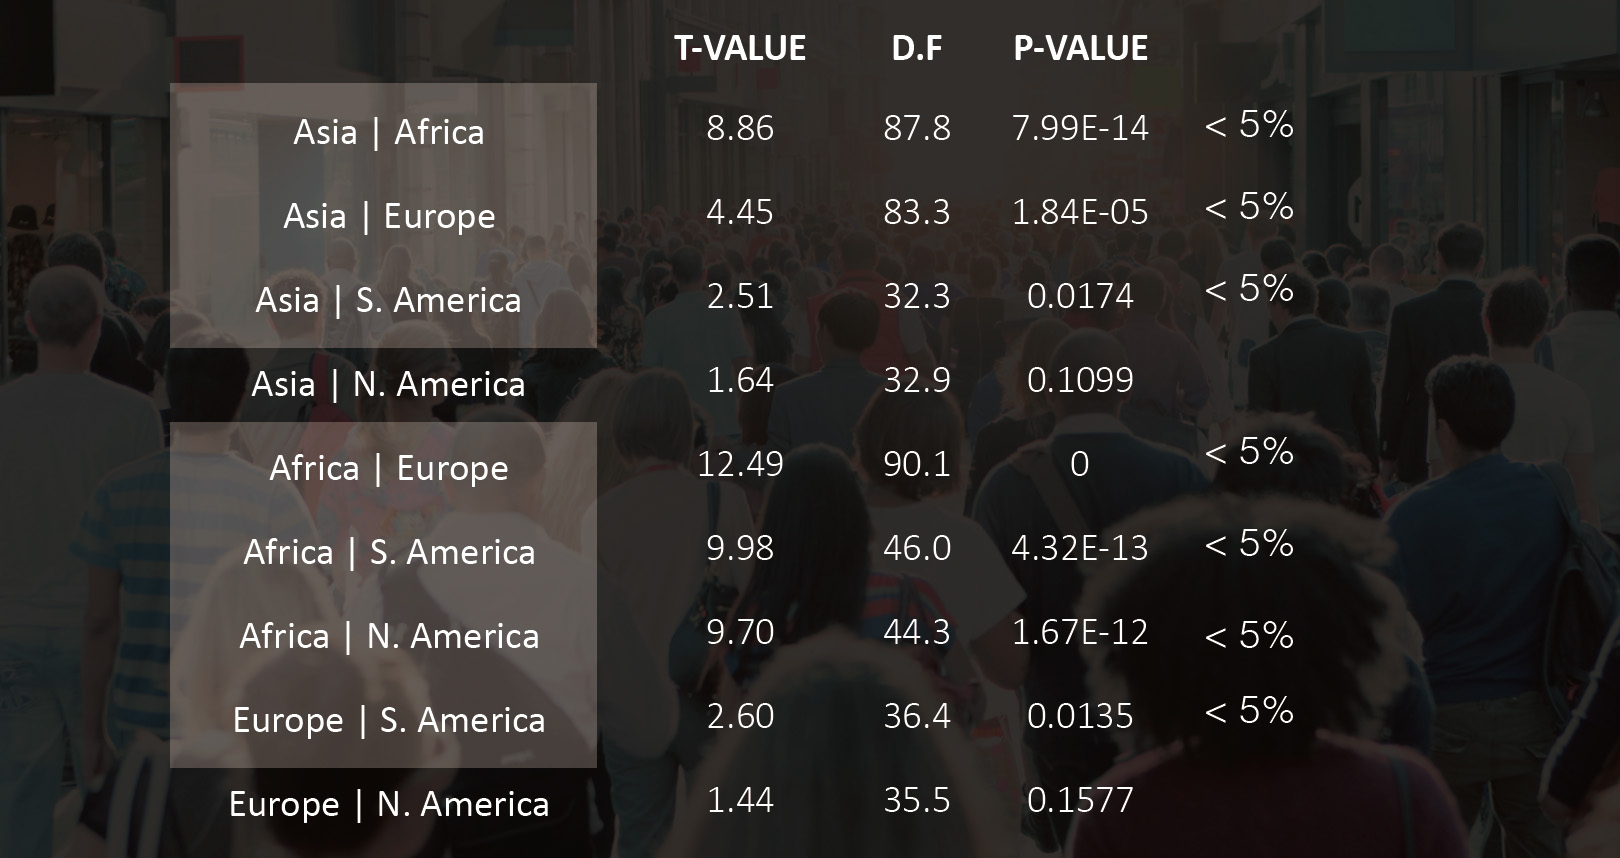 T-VALUE D.F P-VALUE
Asia | Africa 8.86 87.8 7.99E-14 < 5%
Asia | Europe 4.45 83.3 1.84E-05 < 5%
Asia | S. America 2.51 32.3 0.0174 < 5%
Asia | N. America 1.64 32.9 0.1099
Africa | Europe 12.49 90.1 0 < 5%
Africa | S. America 9.98 46.0 4.32E-13 < 5%
Africa | N. America 9.70 44.3 1.67E-12 < 5%
Europe | S. America 2.60 36.4 0.0135 < 5%
Europe | N. America 1.44 35.5 0.1577